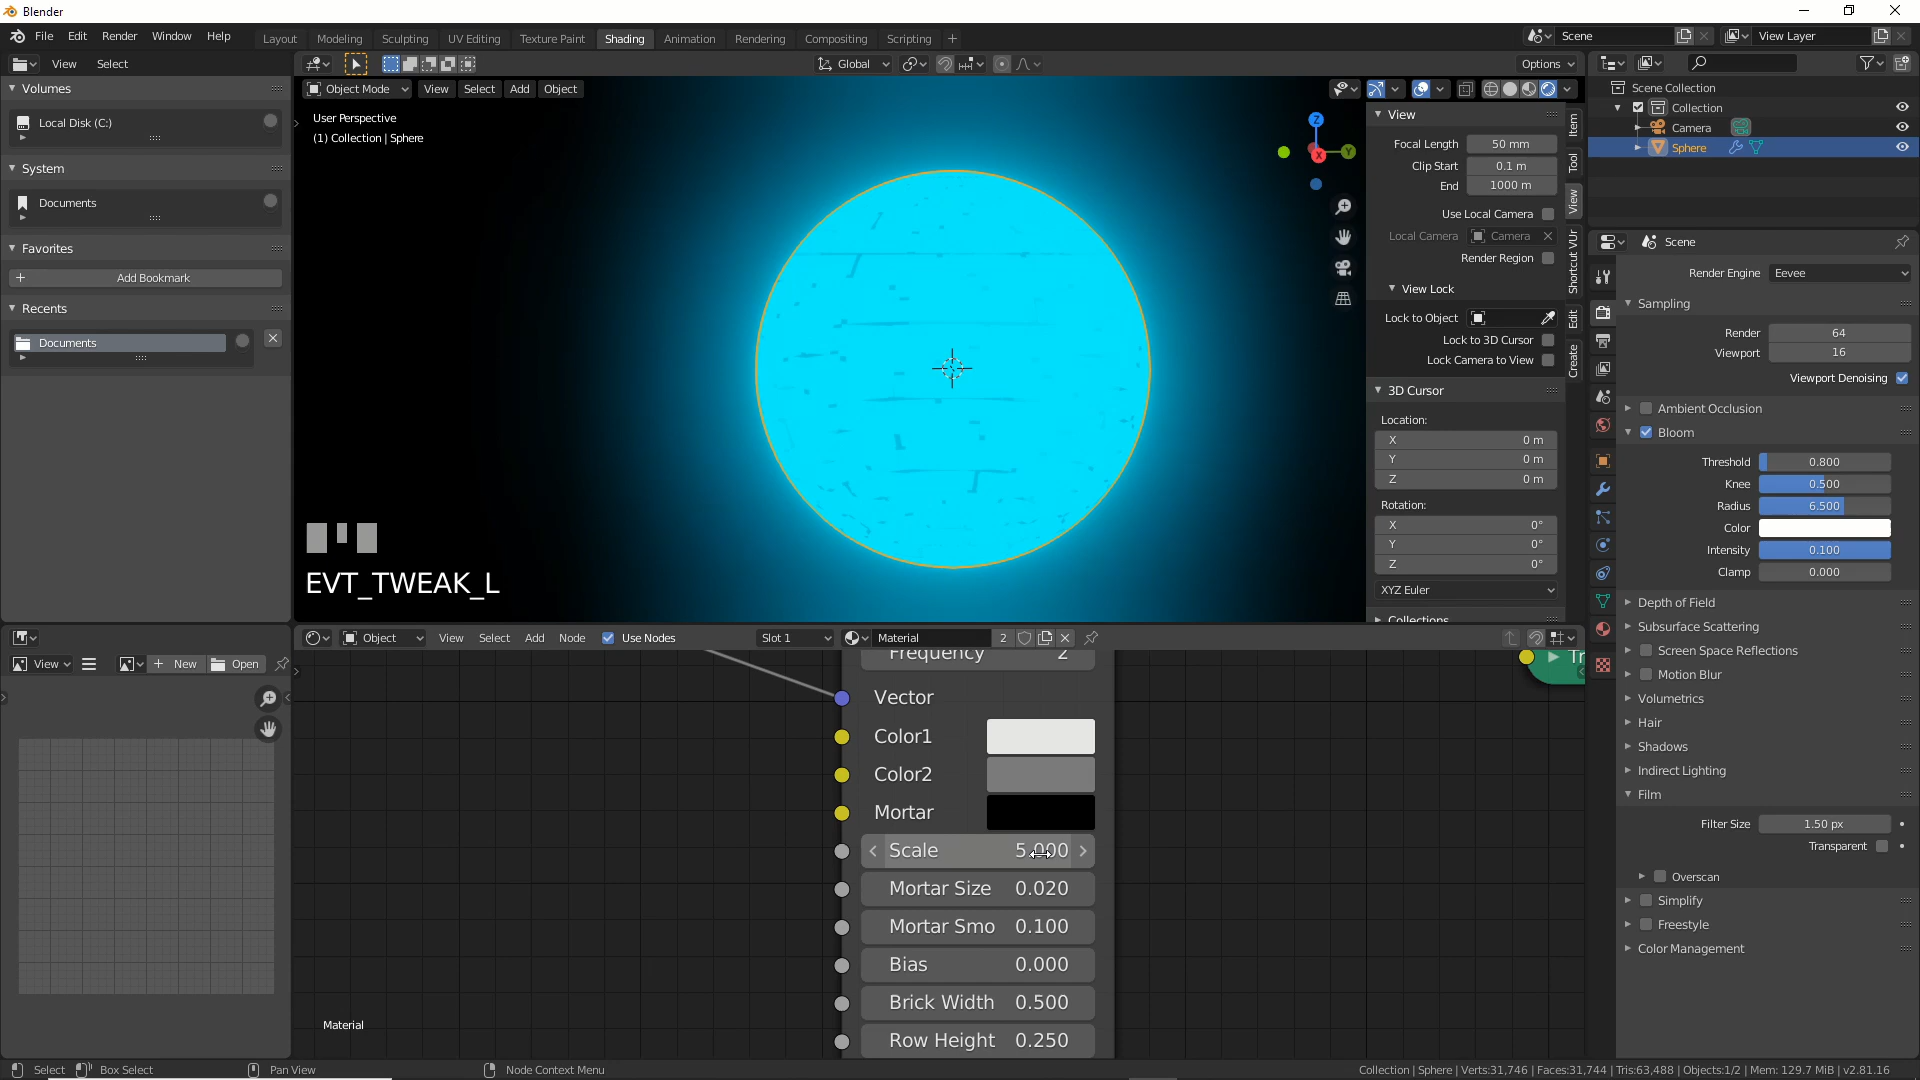 Blender
File Edit Render Window Help
Layout Modeling Sculpting UV Editing Texture Paint Shading Animation Rendering Compositing Scripting +
Scene
View Layer
View Select
Volumes
Local Disk (C:)
System
Documents
Favorites
+ Add Bookmark
Recents
Documents
Global
Options
Object Mode View Select Add Object
User Perspective
(1) Collection | Sphere
Z
Y
X
EVT_TWEAK_L
View
Focal Length 50 mm
Clip Start 0.1 m
End 1000 m
Use Local Camera
Local Camera Camera
Render Region
View Lock
Lock to Object
Lock to 3D Cursor
Lock Camera to View
3D Cursor
Location:
X 0 m
Y 0 m
Z 0 m
Rotation:
X 0°
Y 0°
Z 0°
XYZ Euler
Collections
Item
Tool
View
Shortcut VUr
Edit
Create
Scene Collection
Collection
Camera
Sphere
Scene
Render Engine Eevee
Sampling
Render 64
Viewport 16
Viewport Denoising
Ambient Occlusion
Bloom
Threshold 0.800
Knee 0.500
Radius 6.500
Color
Intensity 0.100
Clamp 0.000
Depth of Field
Subsurface Scattering
Screen Space Reflections
Motion Blur
Volumetrics
Hair
Shadows
Indirect Lighting
Film
Filter Size 1.50 px
Transparent
Overscan
Simplify
Freestyle
Color Management
View + New Open
Object View Select Add Node Use Nodes Slot 1 Material 2
Frequency 2
Vector
Color1
Color2
Mortar
Scale 5.000
Mortar Size 0.020
Mortar Smo 0.100
Bias 0.000
Brick Width 0.500
Row Height 0.250
Material
Select Box Select Pan View Node Context Menu
Collection | Sphere | Verts:31,746 | Faces:31,744 | Tris:63,488 | Objects:1/2 | Mem: 129.7 MiB | v2.81.16